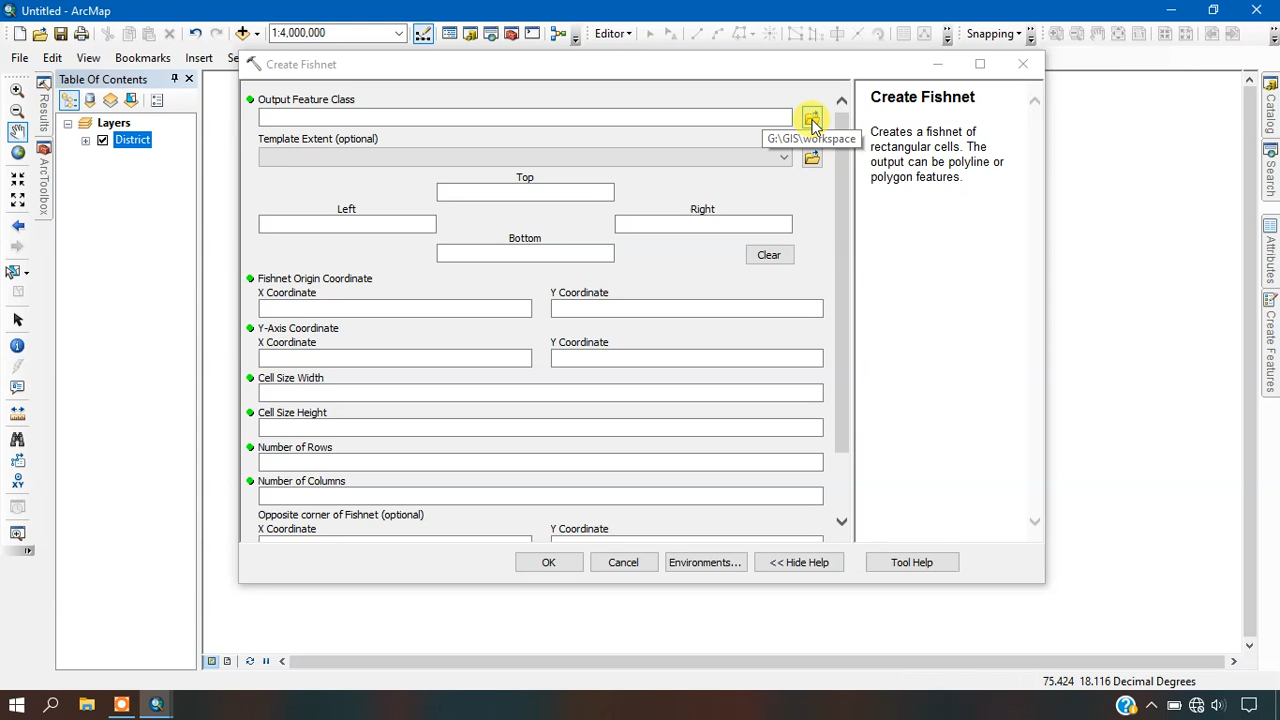 Untitled - ArcMap
1:4,000,000
Editor
Snapping
File
Edit
View
Bookmarks
Insert
Table Of Contents
Layers
District
Results
ArcToolbox
Create Fishnet
Output Feature Class
G:\GIS\workspace
Template Extent (optional)
Top
Left
Right
Bottom
Clear
Fishnet Origin Coordinate
X Coordinate
Y Coordinate
Y-Axis Coordinate
X Coordinate
Y Coordinate
Cell Size Width
Cell Size Height
Number of Rows
Number of Columns
Opposite corner of Fishnet (optional)
X Coordinate
Y Coordinate
OK
Cancel
Environments...
<< Hide Help
Tool Help
Create Fishnet
Creates a fishnet of
rectangular cells. The
output can be polyline or
polygon features.
Catalog
Search
Attributes
Create Features
XY
75.424 18.116 Decimal Degrees